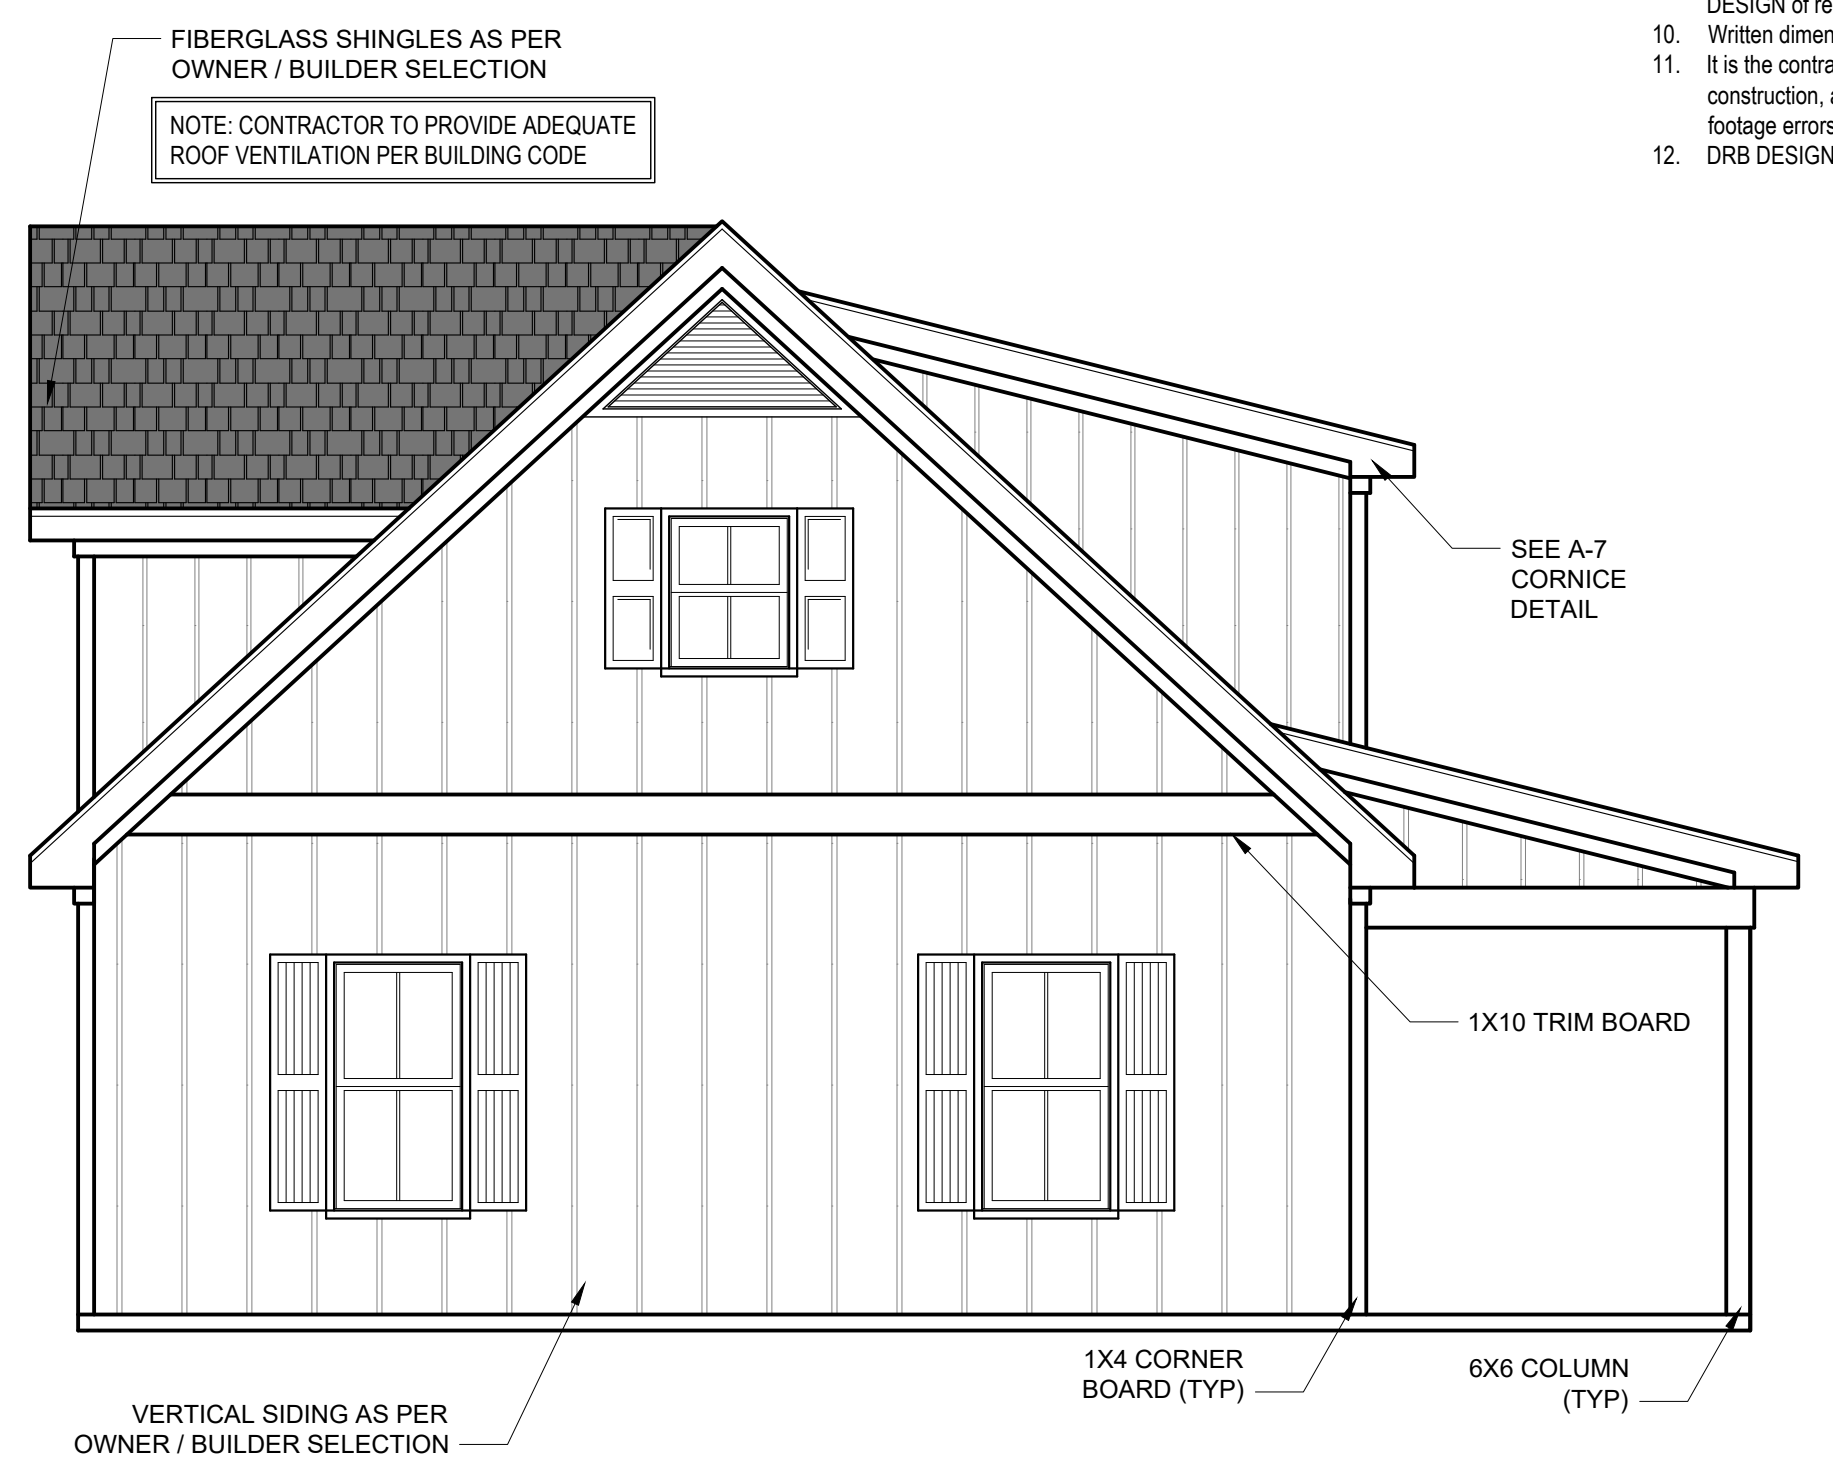 FIBERGLASS SHINGLES AS PER
OWNER / BUILDER SELECTION
NOTE: CONTRACTOR TO PROVIDE ADEQUATE
ROOF VENTILATION PER BUILDING CODE
DESIGN of re
10. Written dimen
11. It is the contra
construction, a
footage errors
12. DRB DESIGN
SEE A-7
CORNICE
DETAIL
1X10 TRIM BOARD
1X4 CORNER
BOARD (TYP)
6X6 COLUMN
(TYP)
VERTICAL SIDING AS PER
OWNER / BUILDER SELECTION